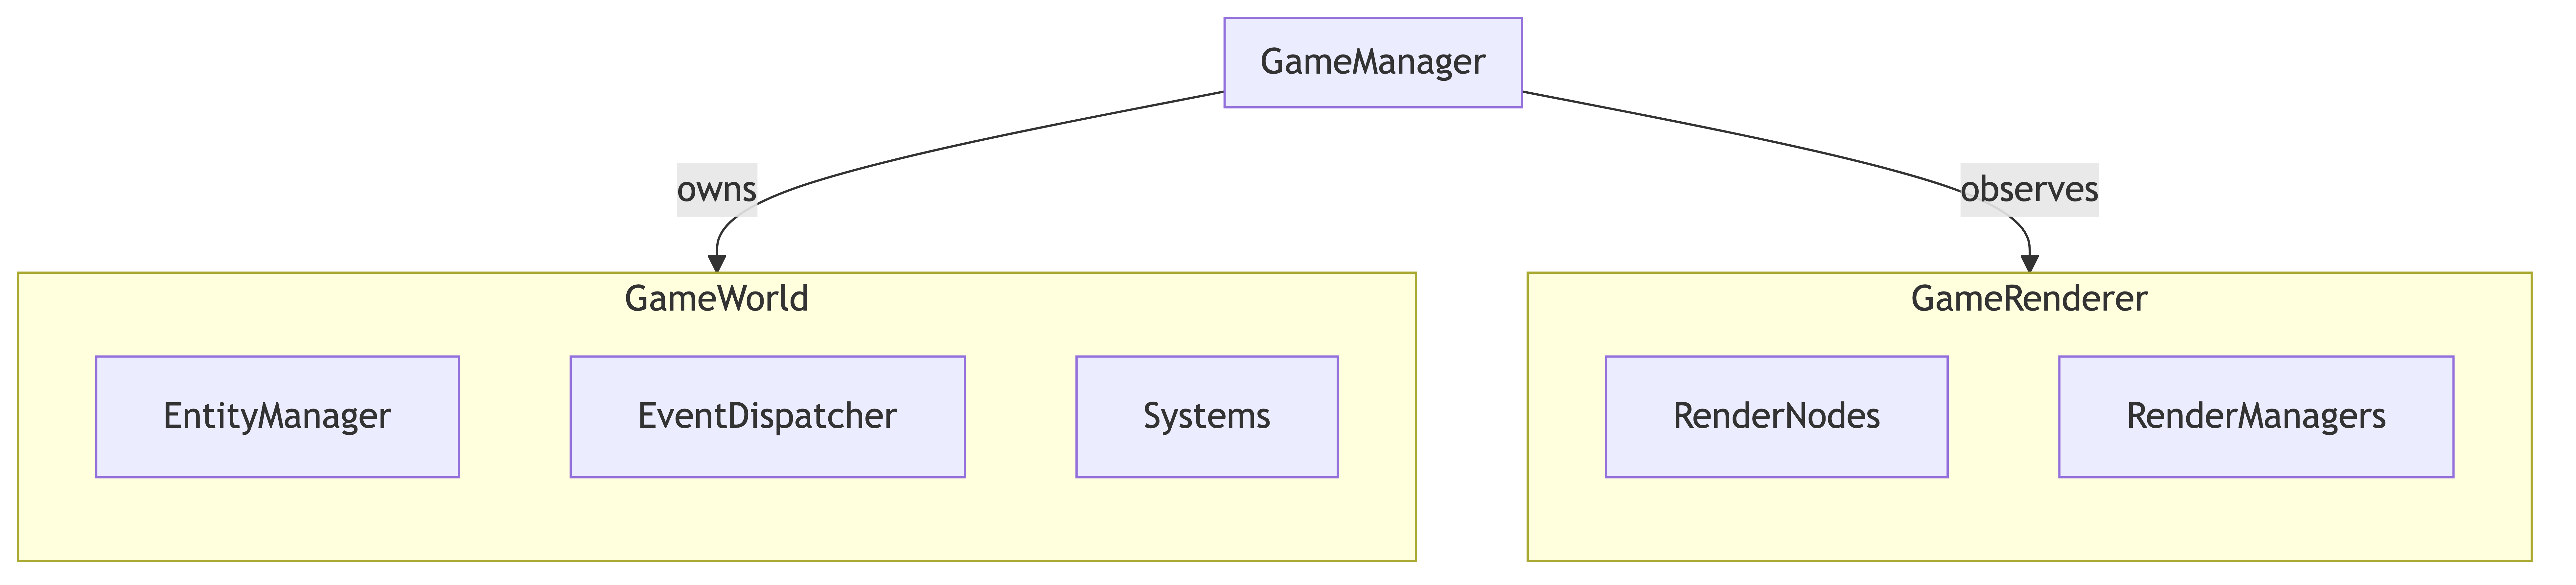 GameManager
owns
observes
GameWorld
GameRenderer
EntityManager
EventDispatcher
Systems
RenderNodes
RenderManagers